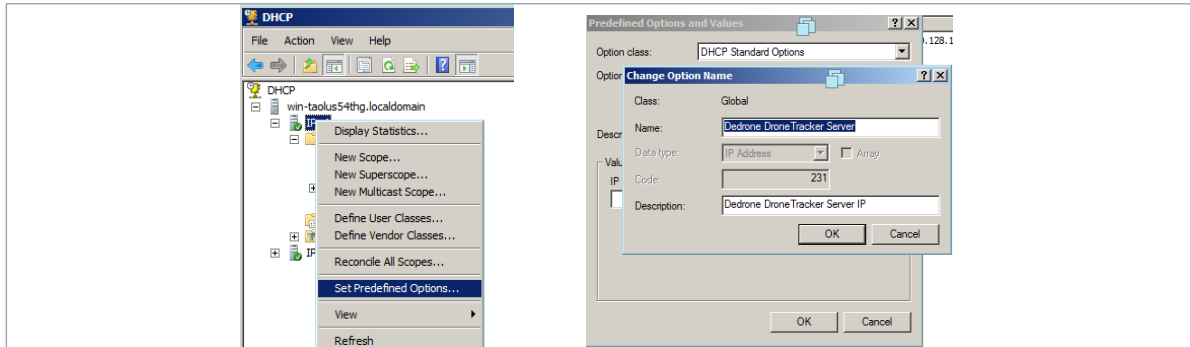 DHCP
File Action View Help
DHCP
win-taolus54thg.localdomain
Display Statistics...
New Scope...
New Superscope...
New Multicast Scope...
Define User Classes...
Define Vendor Classes...
Reconcile All Scopes...
Set Predefined Options...
View
Refresh
Predefined Options and Values
Option class: DHCP Standard Options
.128.1
Change Option Name
Class: Global
Name: Dedrone DroneTracker Server
Data type: IP Address Array
Code: 231
Description: Dedrone DroneTracker Server IP
OK Cancel
IP
OK Cancel